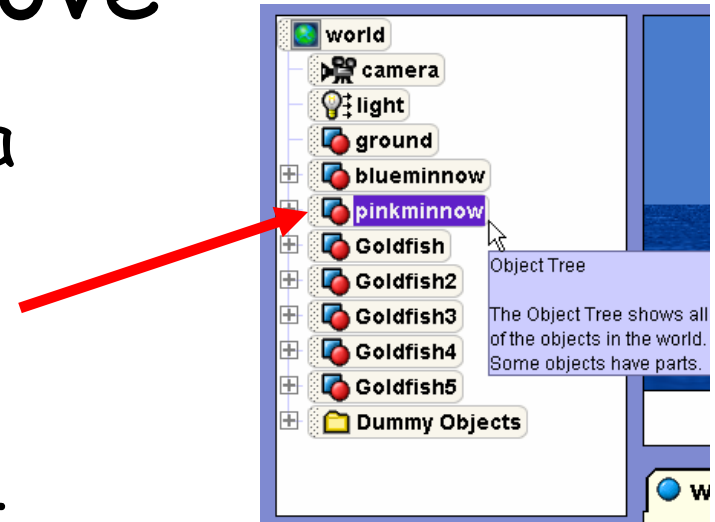 ove
a
.
world
camera
light
ground
blueminnow
pinkminnow
Goldfish
Goldfish2
Goldfish3
Goldfish4
Goldfish5
Dummy Objects
Object Tree
The Object Tree shows all
of the objects in the world.
Some objects have parts.
w